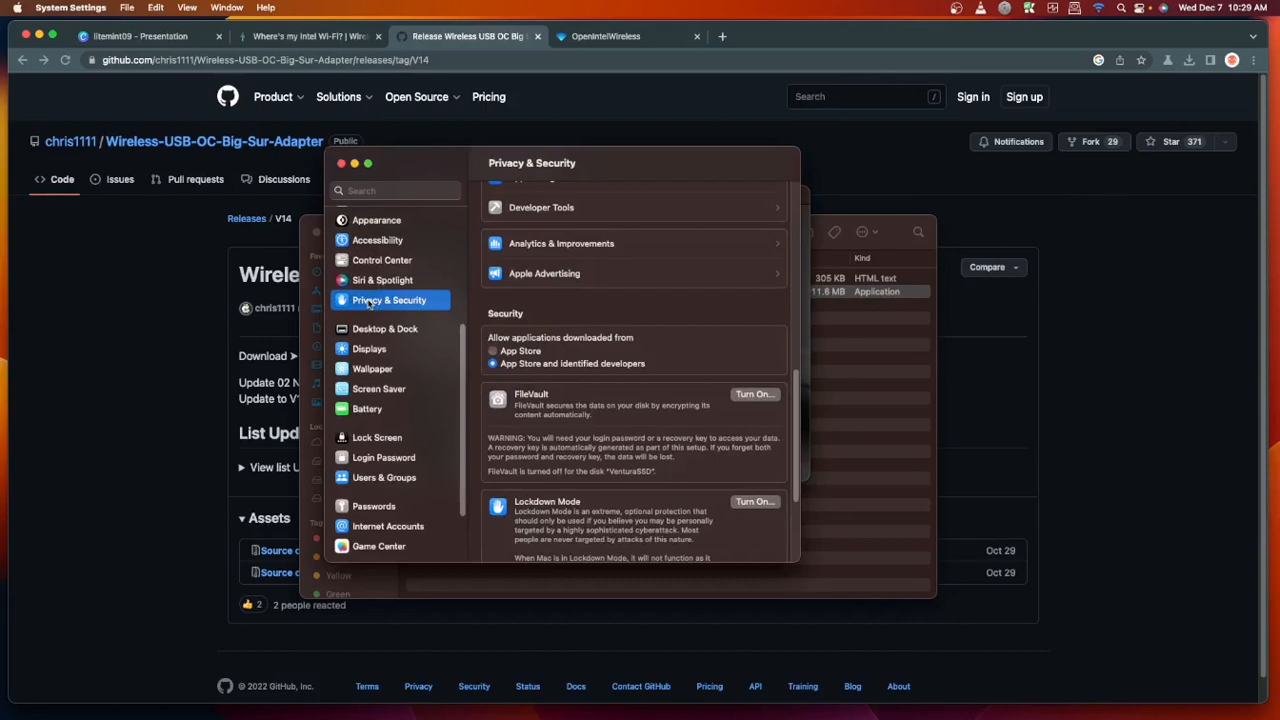 System Settings File Edit View Window Help Wed Dec 7 10:29 AM
litemint09 - Presentation
Where's my Intel Wi-Fi? | Wirel
Release Wireless USB OC Big S
OpenIntelWireless
github.com/chris1111/Wireless-USB-OC-Big-Sur-Adapter/releases/tag/V14
Product Solutions Open Source Pricing
Search /
Sign in Sign up
chris1111 / Wireless-USB-OC-Big-Sur-Adapter Public
Notifications Fork 29 Star 371
Code Issues Pull requests Discussions
Releases / V14
Wirele
Compare
chris1111
Download
Update 02 N
Update to V1
List Upd
View list U
Assets
Source c Oct 29
Source c Oct 29
👍 2 2 people reacted
© 2022 GitHub, Inc. Terms Privacy Security Status Docs Contact GitHub Pricing API Training Blog About
Kind
305 KB HTML text
11.6 MB Application
Yellow
Green
Search
Appearance
Accessibility
Control Center
Siri & Spotlight
Privacy & Security
Desktop & Dock
Displays
Wallpaper
Screen Saver
Battery
Lock Screen
Login Password
Users & Groups
Passwords
Internet Accounts
Game Center
Privacy & Security
Developer Tools
Analytics & Improvements
Apple Advertising
Security
Allow applications downloaded from
App Store
App Store and identified developers
FileVault Turn On...
FileVault secures the data on your disk by encrypting its
content automatically.
WARNING: You will need your login password or a recovery key to access your data.
A recovery key is automatically generated as part of this setup. If you forget both
your password and recovery key, the data will be lost.
FileVault is turned off for the disk "VenturaSSD".
Lockdown Mode Turn On...
Lockdown Mode is an extreme, optional protection that
should only be used if you believe you may be personally
targeted by a highly sophisticated cyberattack. Most
people are never targeted by attacks of this nature.
When Mac is in Lockdown Mode, it will not function as it